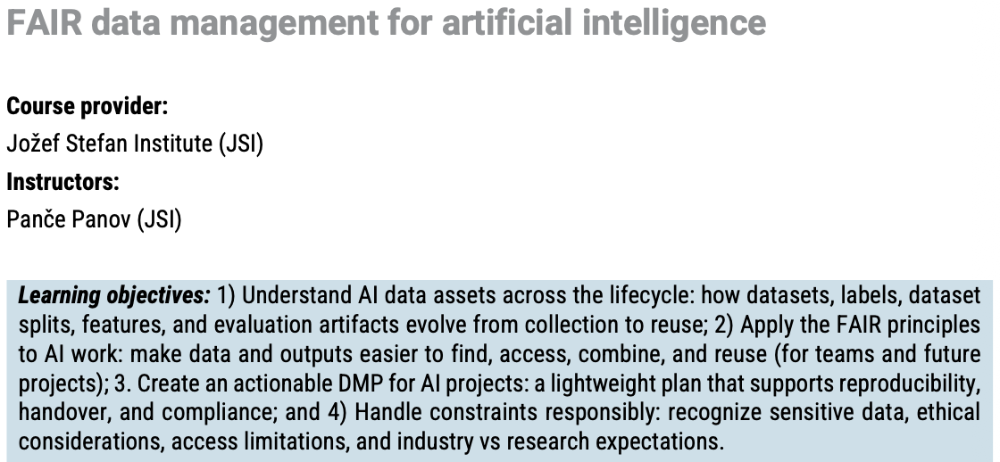 FAIR data management for artificial intelligence
Course provider:
Jožef Stefan Institute (JSI)
Instructors:
Panče Panov (JSI)
Learning objectives: 1) Understand AI data assets across the lifecycle: how datasets, labels, dataset
splits, features, and evaluation artifacts evolve from collection to reuse; 2) Apply the FAIR principles
to AI work: make data and outputs easier to find, access, combine, and reuse (for teams and future
projects); 3. Create an actionable DMP for AI projects: a lightweight plan that supports reproducibility,
handover, and compliance; and 4) Handle constraints responsibly: recognize sensitive data, ethical
considerations, access limitations, and industry vs research expectations.